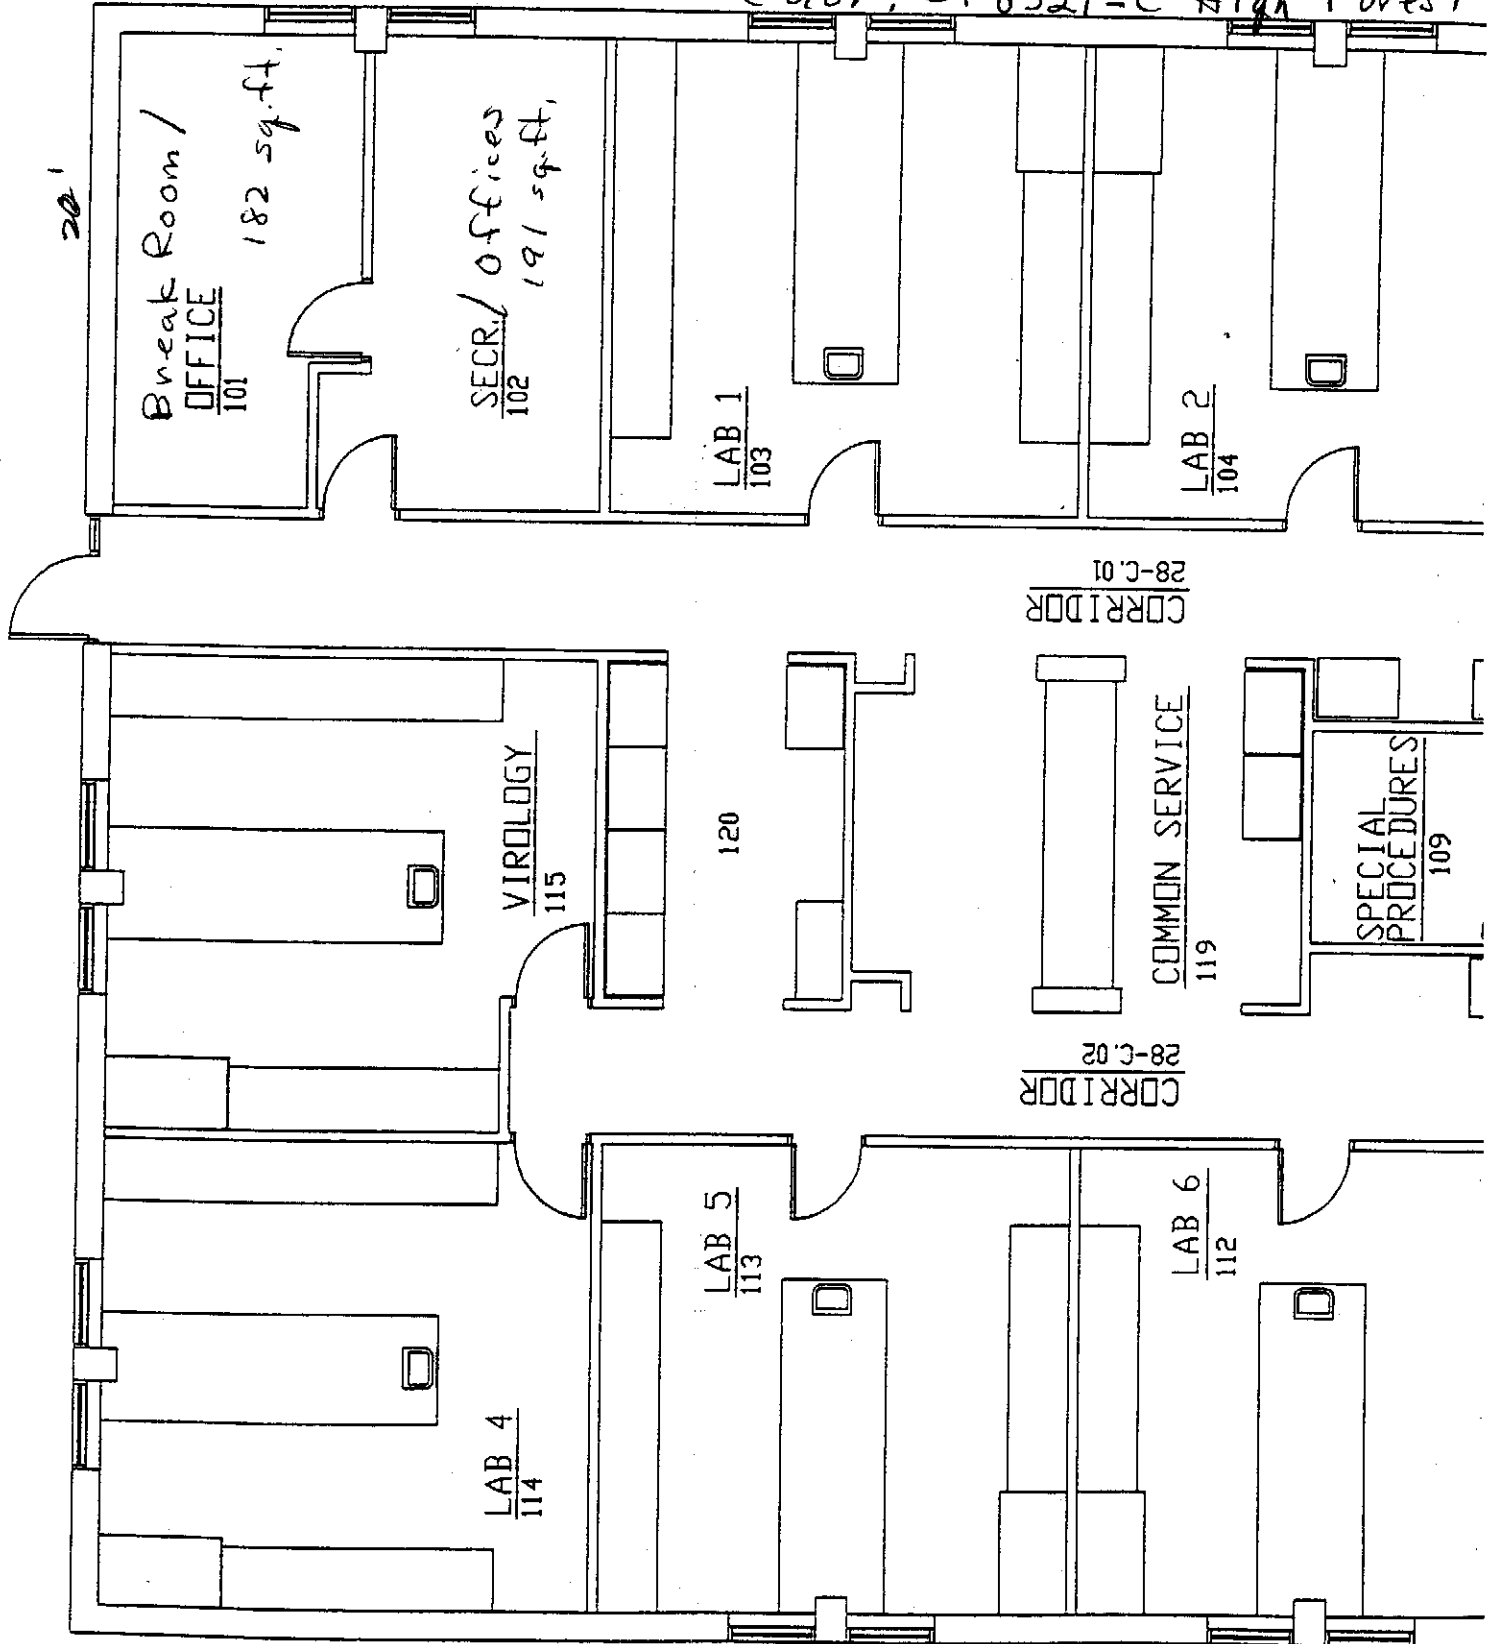 20'
Break Room /
OFFICE
101
182 sq.ft.
SECR. / Offices
102
191 sq.ft.
LAB 1
103
LAB 2
104
CORRIDOR
28-C.01
VIROLOGY
115
120
COMMON SERVICE
119
SPECIAL
PROCEDURES
109
CORRIDOR
28-C.02
LAB 4
114
LAB 5
113
LAB 6
112